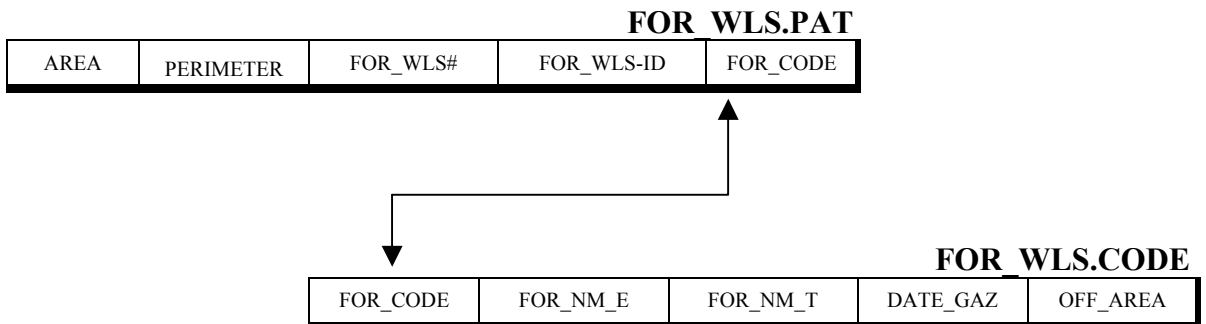 FOR_WLS.PAT
AREA PERIMETER FOR_WLS# FOR_WLS-ID FOR_CODE
FOR_WLS.CODE
FOR_CODE FOR_NM_E FOR_NM_T DATE_GAZ OFF_AREA